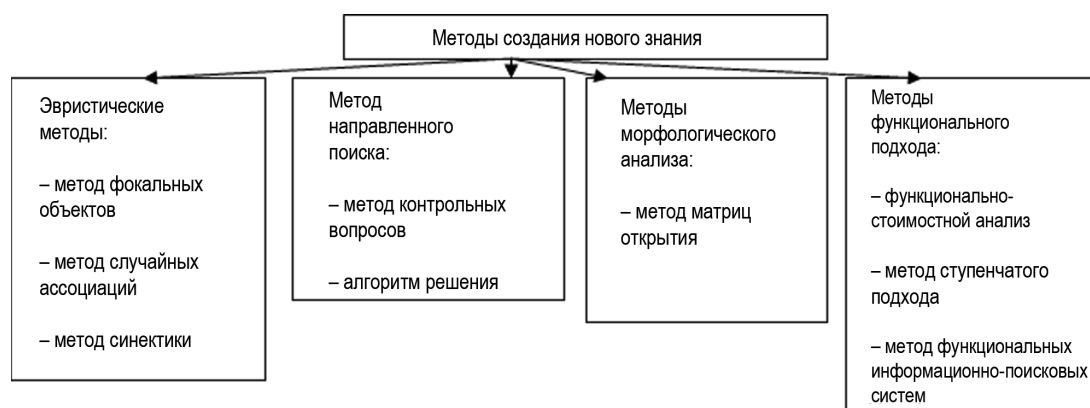 Методы создания нового знания
Эвристические
методы:
– метод фокальных
объектов
– метод случайных
ассоциаций
– метод синектики
Метод
направленного
поиска:
– метод контрольных
вопросов
– алгоритм решения
Методы
морфологического
анализа:
– метод матриц
открытия
Методы
функционального
подхода:
– функционально-
стоимостной анализ
– метод ступенчатого
подхода
– метод функциональных
информационно-поисковых
систем